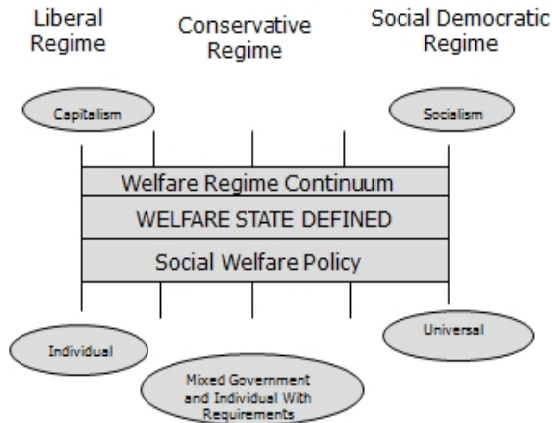 Liberal
Regime
Conservative
Regime
Social Democratic
Regime
Capitalism
Socialism
Welfare Regime Continuum
WELFARE STATE DEFINED
Social Welfare Policy
Individual
Mixed Government
and Individual With
Requirements
Universal